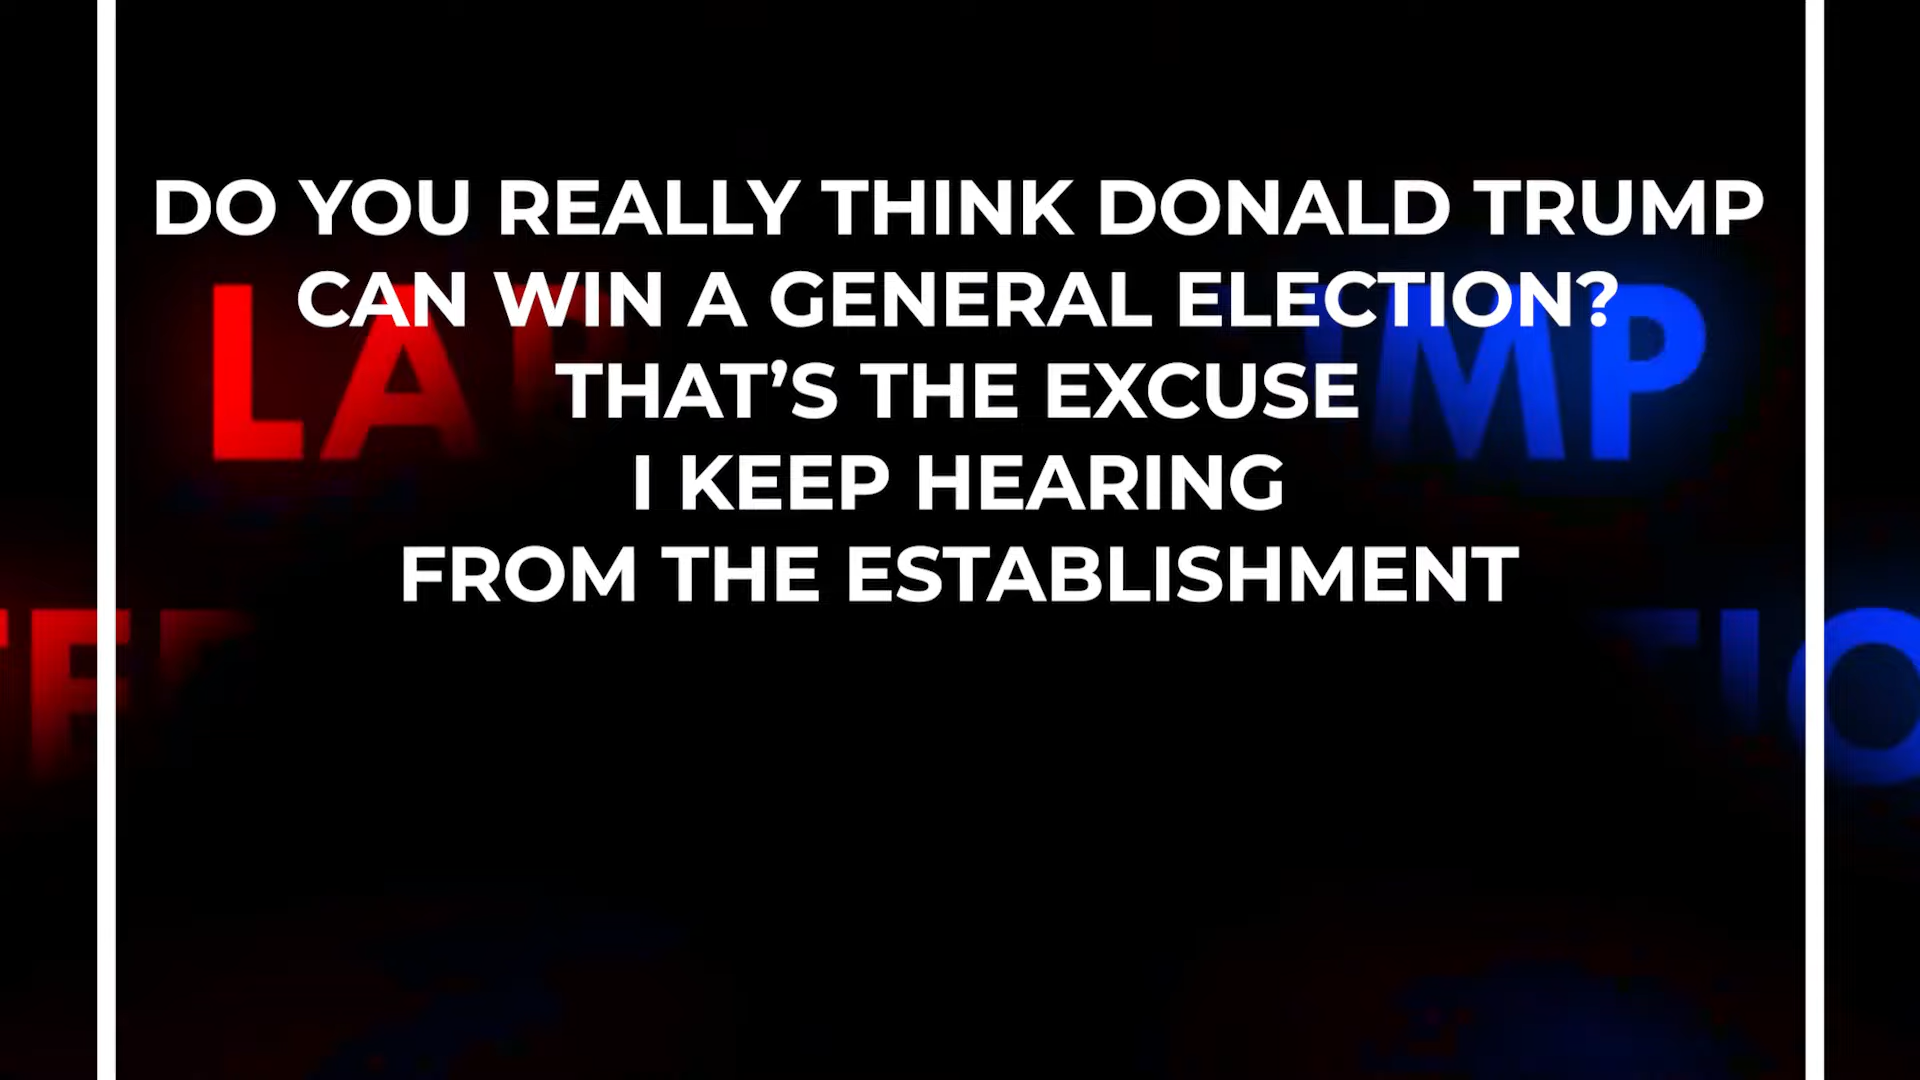 DO YOU REALLY THINK DONALD TRUMP
CAN WIN A GENERAL ELECTION?
THAT’S THE EXCUSE
I KEEP HEARING
FROM THE ESTABLISHMENT